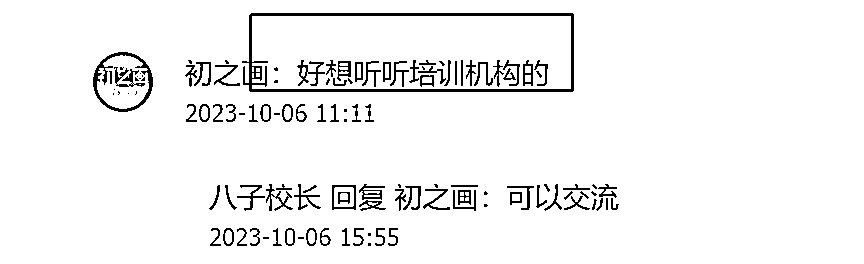 初之画：好想听听培训机构的
2023-10-06 11:11
八子校长 回复 初之画：可以交流
2023-10-06 15:55